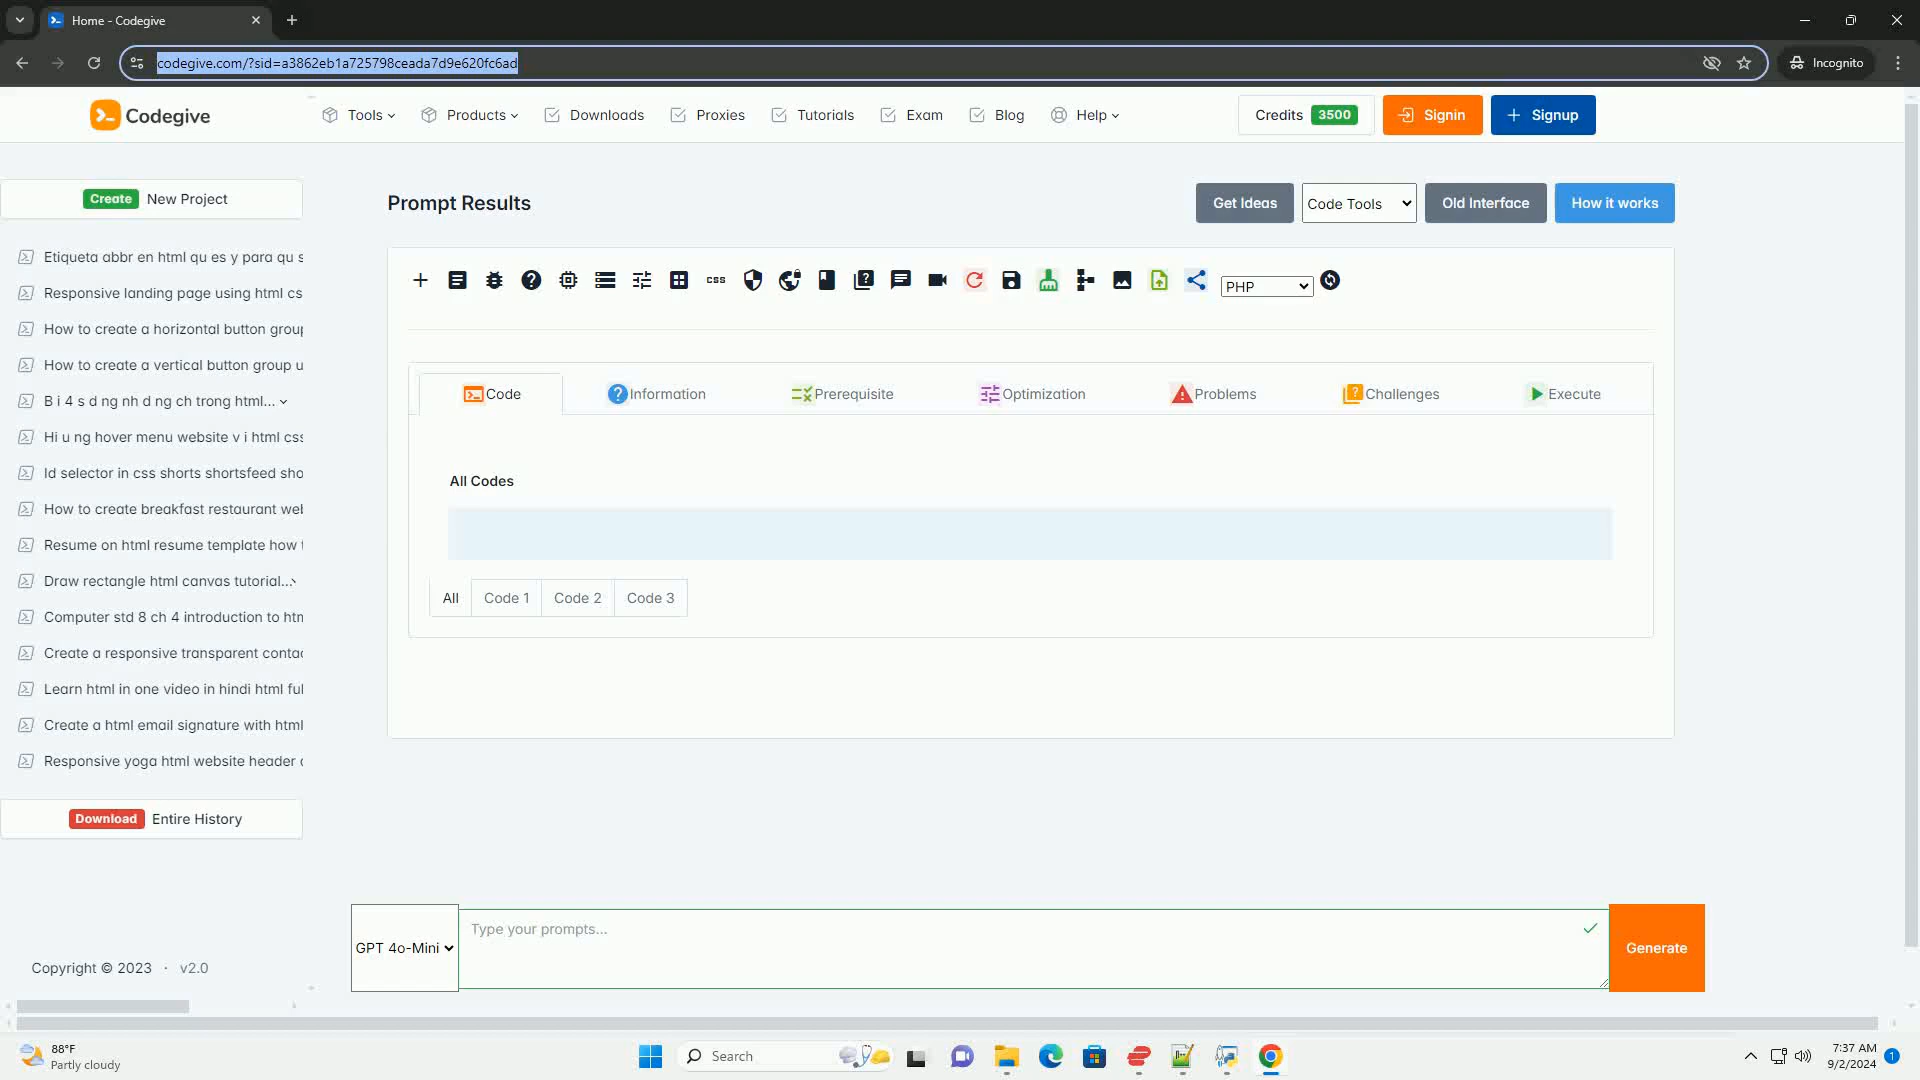 Home - Codegive
codegive.com/?sid=a3862eb1a725798ceada7d9e620fc6ad
Incognito
Codegive
Tools
Products
Downloads
Proxies
Tutorials
Exam
Blog
Help
Credits 3500
Signin
Signup
Create New Project
Prompt Results
Get Ideas
Code Tools
Old Interface
How it works
Etiqueta abbr en html qu es y para qu s
Responsive landing page using html cs
How to create a horizontal button group
How to create a vertical button group u
B i 4 s d ng nh d ng ch trong html...
Hi u ng hover menu website v i html css
Id selector in css shorts shortsfeed sho
How to create breakfast restaurant web
Resume on html resume template how t
Draw rectangle html canvas tutorial...
Computer std 8 ch 4 introduction to htm
Create a responsive transparent contac
Learn html in one video in hindi html ful
Create a html email signature with html
Responsive yoga html website header a
Download Entire History
css
PHP
Code
Information
Prerequisite
Optimization
Problems
Challenges
Execute
All Codes
All
Code 1
Code 2
Code 3
GPT 4o-Mini
Type your prompts...
Generate
Copyright © 2023 · v2.0
88°F
Partly cloudy
Search
7:37 AM
9/2/2024
1